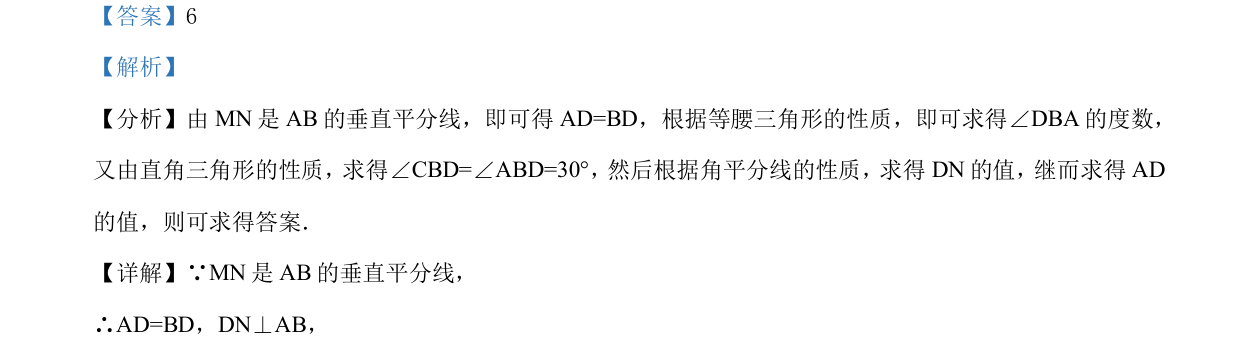 【答案】6
【解析】
【分析】由 MN 是 AB 的垂直平分线，即可得 AD=BD，根据等腰三角形的性质，即可求得∠DBA 的度数，
又由直角三角形的性质，求得∠CBD=∠ABD=30°，然后根据角平分线的性质，求得 DN 的值，继而求得 AD
的值，则可求得答案．
【详解】∵MN 是 AB 的垂直平分线，
∴AD=BD，DN⊥AB，